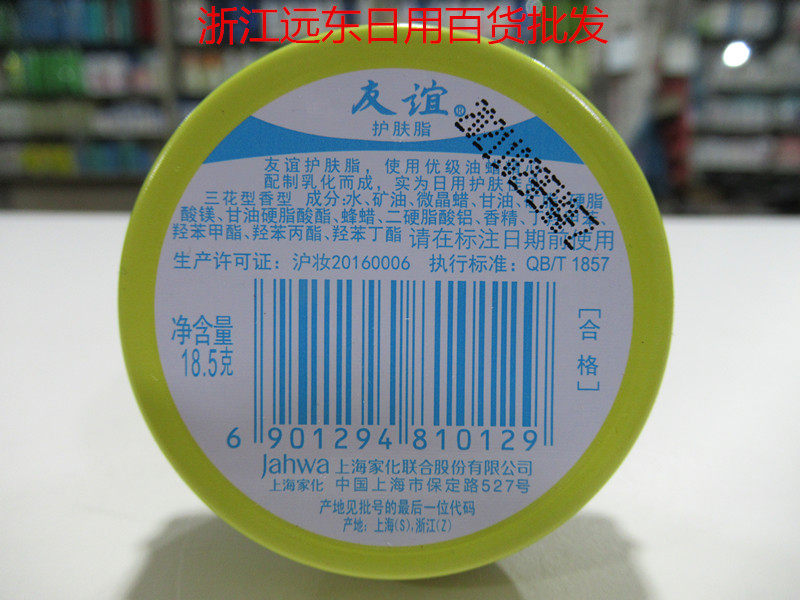 浙江远东日用百货批发
友谊®
护肤脂
友谊护肤脂，使用优级油蜡
配制乳化而成，实为日用护肤
三花型香型 成分:水、矿油、微晶蜡、甘油、硬脂
酸镁、甘油硬脂酸酯、蜂蜡、二硬脂酸铝、香精、丁
羟苯甲酯、羟苯丙酯、羟苯丁酯 请在标注日期前使用
生产许可证：沪妆20160006 执行标准：QB/T 1857
净含量
18.5克
[合格]
6 901294 810129
Jahwa 上海家化联合股份有限公司
上海家化 中国上海市保定路527号
产地见批号的最后一位代码
产地：上海(S);浙江(Z)